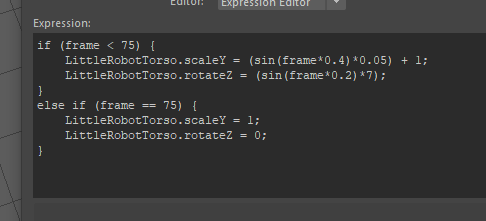 Editor: Expression Editor
Expression:
if (frame < 75) {
    LittleRobotTorso.scaleY = (sin(frame*0.4)*0.05) + 1;
    LittleRobotTorso.rotateZ = (sin(frame*0.2)*7);
}
else if (frame == 75) {
    LittleRobotTorso.scaleY = 1;
    LittleRobotTorso.rotateZ = 0;
}